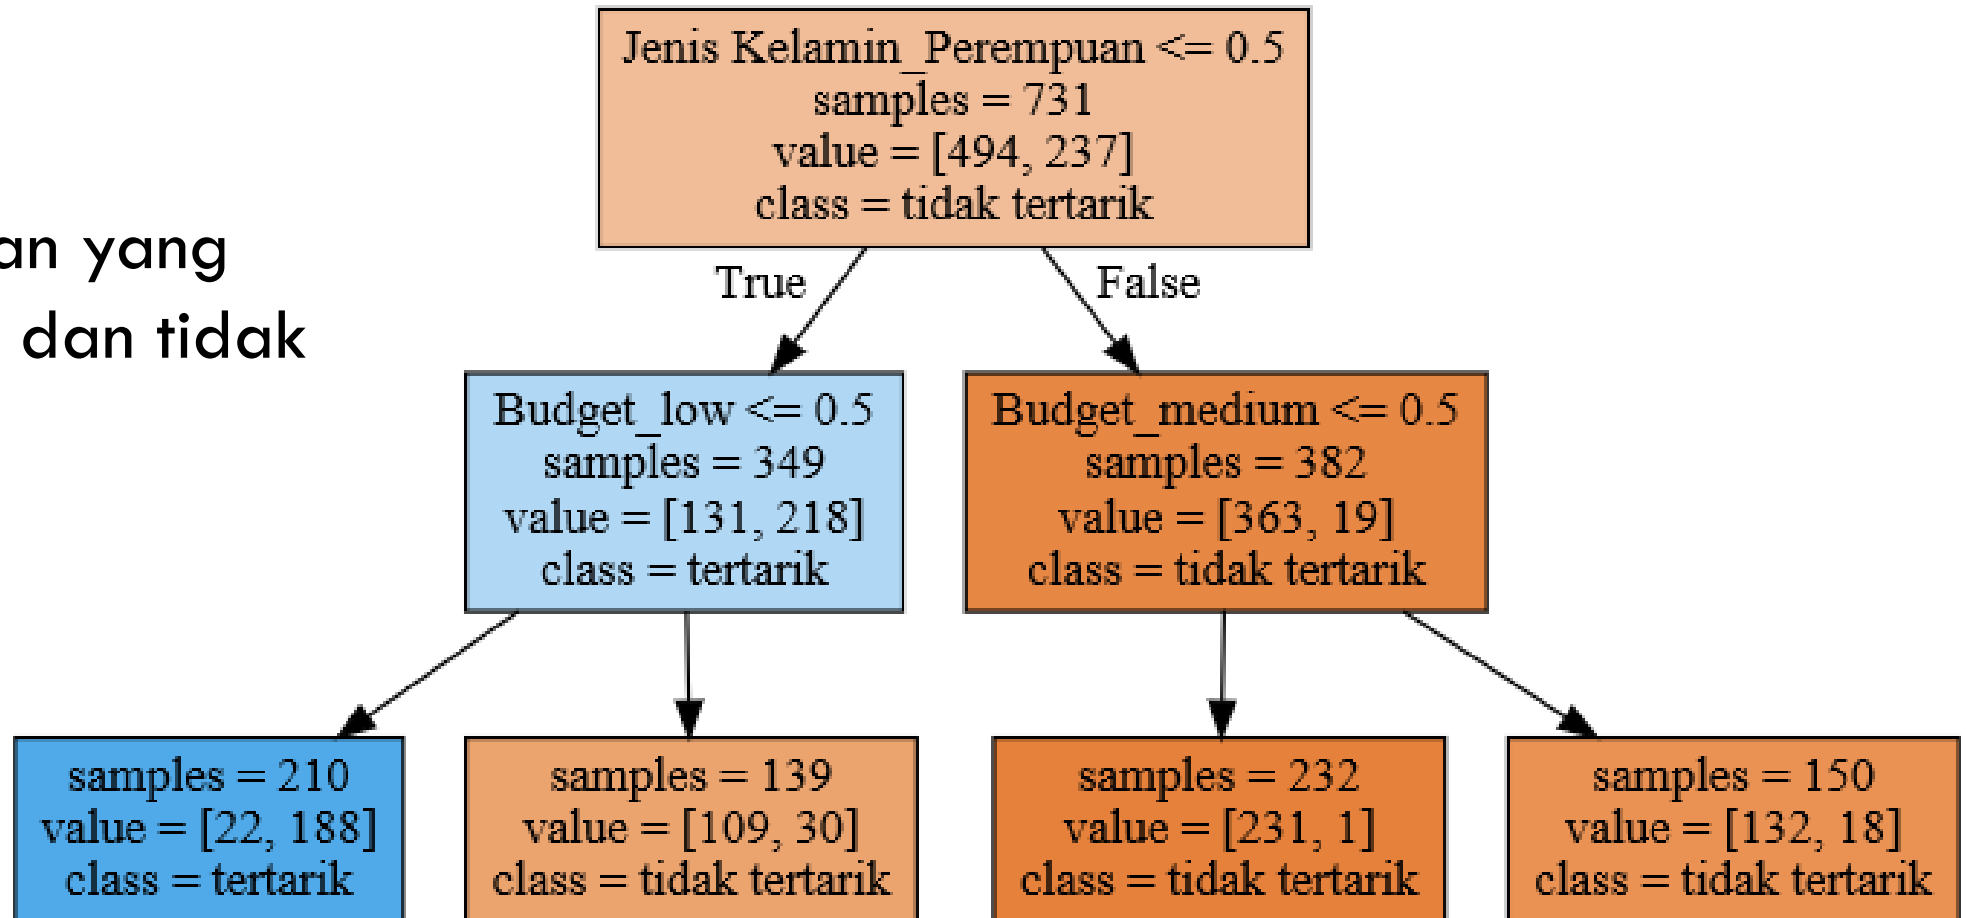 Jenis Kelamin_Perempuan <= 0.5
samples = 731
value = [494, 237]
class = tidak tertarik
an yang
dan tidak
True
False
Budget_low <= 0.5
samples = 349
value = [131, 218]
class = tertarik
Budget_medium <= 0.5
samples = 382
value = [363, 19]
class = tidak tertarik
samples = 210
value = [22, 188]
class = tertarik
samples = 139
value = [109, 30]
class = tidak tertarik
samples = 232
value = [231, 1]
class = tidak tertarik
samples = 150
value = [132, 18]
class = tidak tertarik